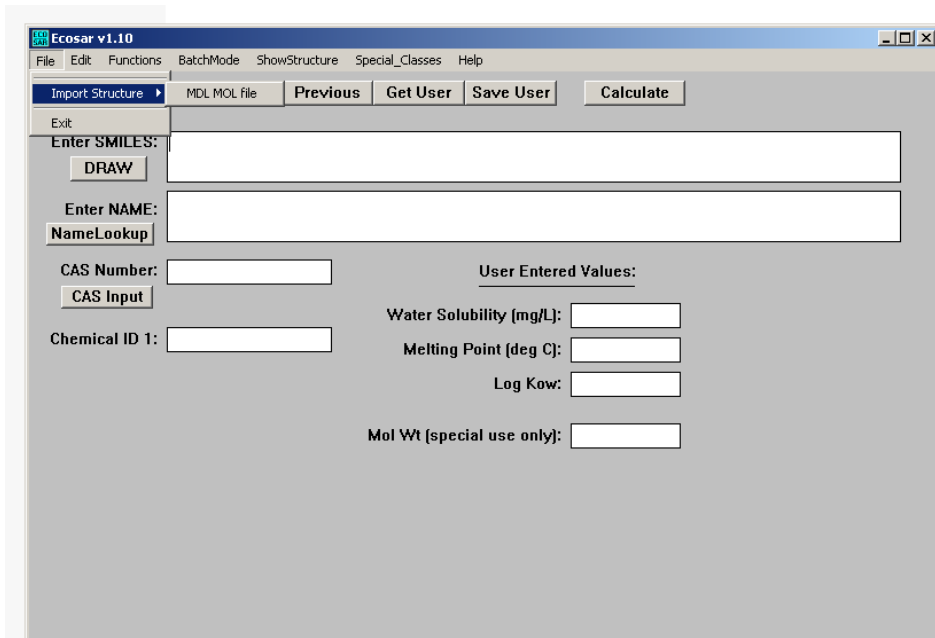 ECO SAR Ecosar v1.10
File Edit Functions BatchMode ShowStructure Special_Classes Help
Import Structure MDL MOL file Previous Get User Save User Calculate
Exit
Enter SMILES:
DRAW
Enter NAME:
NameLookup
CAS Number: User Entered Values:
CAS Input
Water Solubility (mg/L):
Chemical ID 1:
Melting Point (deg C):
Log Kow:
Mol Wt (special use only):